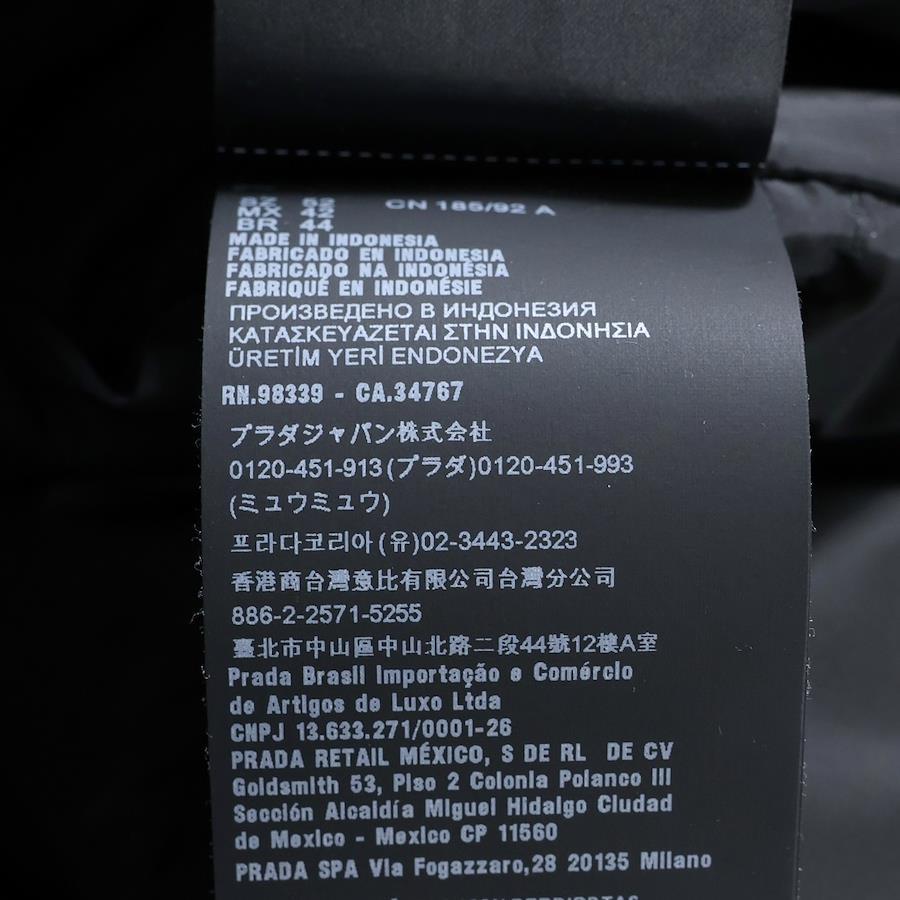 SZ 52
MX 42 CN 185/92 A
BR 44
MADE IN INDONESIA
FABRICADO EN INDONESIA
FABRICADO NA INDONÉSIA
FABRIQUÉ EN INDONÉSIE
ПРОИЗВЕДЕНО В ИНДОНЕЗИЯ
ΚΑΤΑΣΚΕΥΑΖΕΤΑΙ ΣΤΗΝ ΙΝΔΟΝΗΣΙΑ
ÜRETİM YERİ ENDONEZYA
RN.98339 - CA.34767
プラダジャパン株式会社
0120-451-913(プラダ)0120-451-993
(ミュウミュウ)
프라다코리아(유)02-3443-2323
香港商台灣意比有限公司台灣分公司
886-2-2571-5255
臺北市中山區中山北路二段44號12樓A室
Prada Brasil Importação e Comércio
de Artigos de Luxo Ltda
CNPJ 13.633.271/0001-26
PRADA RETAIL MÉXICO, S DE RL DE CV
Goldsmith 53, Piso 2 Colonia Polanco III
Sección Alcaldía Miguel Hidalgo Ciudad
de Mexico - Mexico CP 11560
PRADA SPA Via Fogazzaro,28 20135 Milano